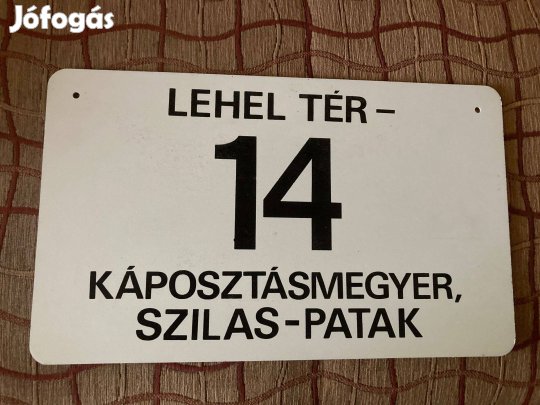 Jófogás
LEHEL TÉR –
14
KÁPOSZTÁSMEGYER,
SZILAS-PATAK